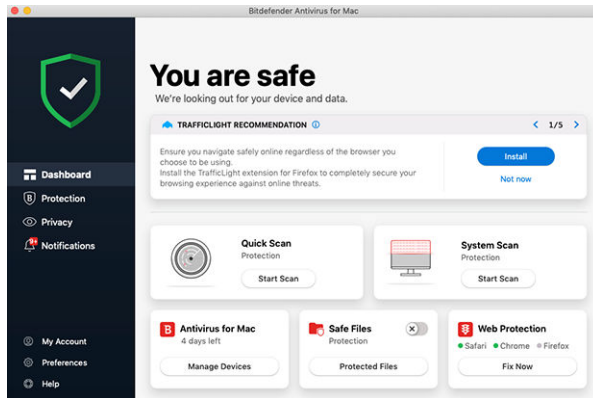 Bitdefender Antivirus for Mac
You are safe
We're looking out for your device and data.
TRAFFICLIGHT RECOMMENDATION
1/5
Ensure you navigate safely online regardless of the browser you
choose to be using.
Install the TrafficLight extension for Firefox to completely secure your
browsing experience against online threats.
Install
Not now
Dashboard
B Protection
Privacy
9+ Notifications
Quick Scan
Protection
Start Scan
System Scan
Protection
Start Scan
B Antivirus for Mac
4 days left
Manage Devices
Safe Files
Protection
Protected Files
Web Protection
Safari Chrome Firefox
Fix Now
My Account
Preferences
Help